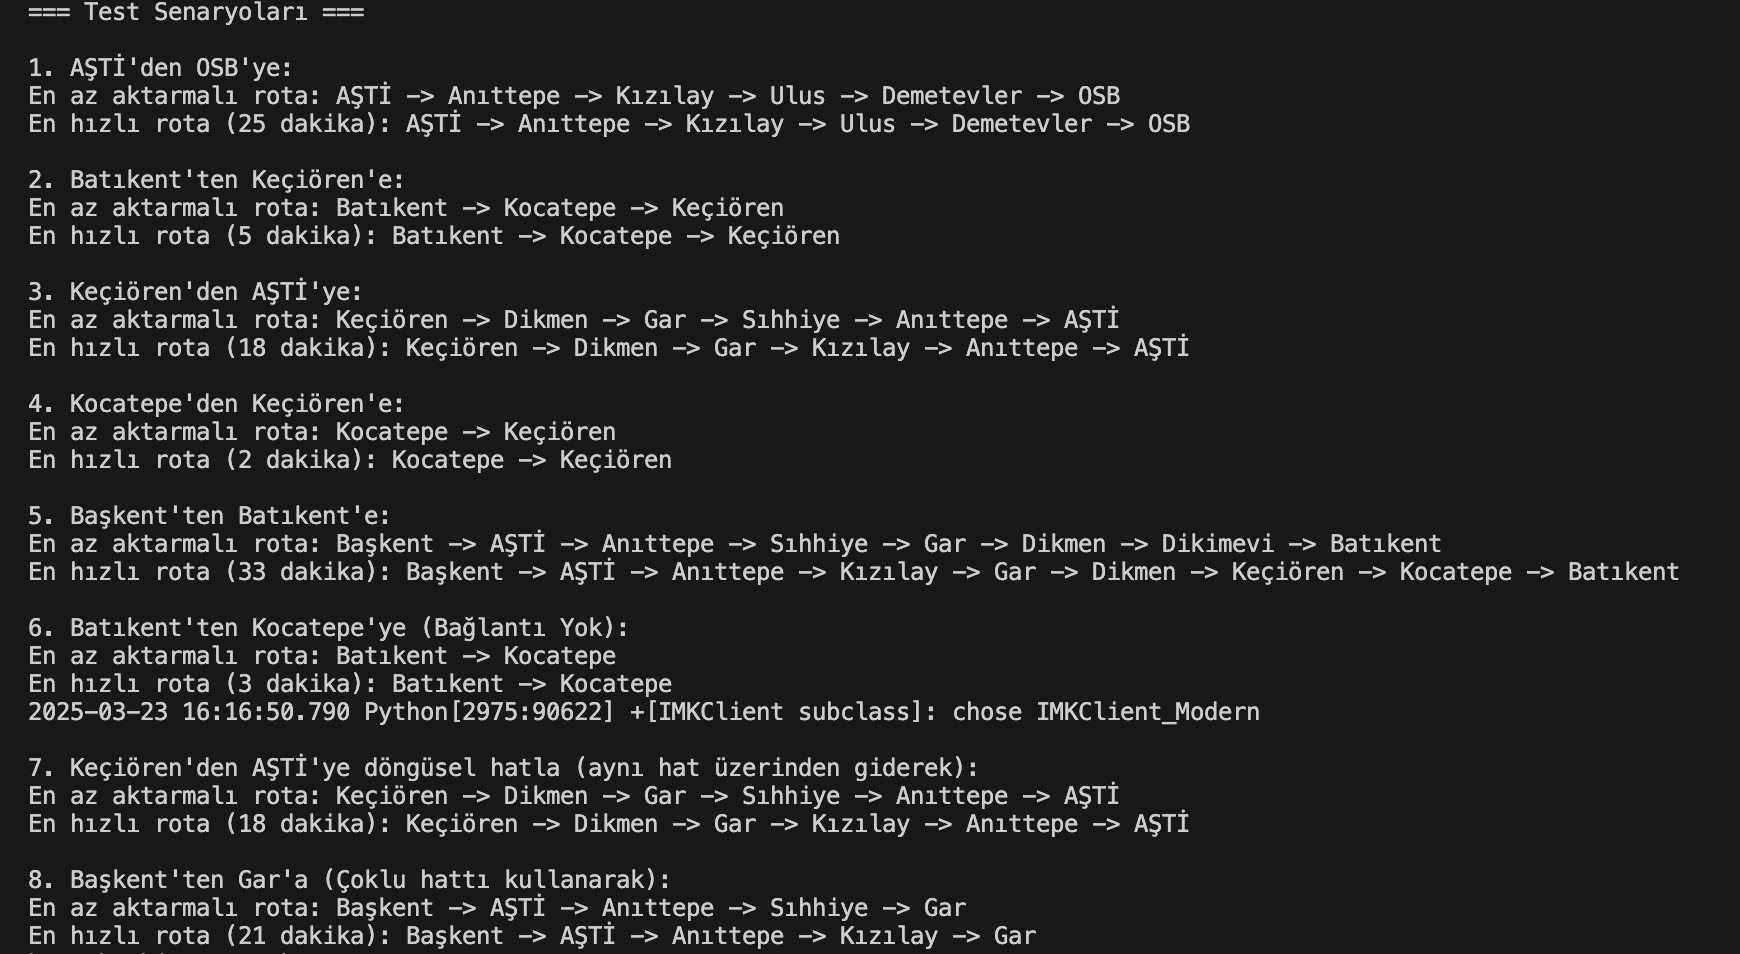 === Test Senaryoları ===
1. AŞTİ'den OSB'ye:
En az aktarmalı rota: AŞTİ -> Anıttepe -> Kızılay -> Ulus -> Demetevler -> OSB
En hızlı rota (25 dakika): AŞTİ -> Anıttepe -> Kızılay -> Ulus -> Demetevler -> OSB
2. Batıkent'ten Keçiören'e:
En az aktarmalı rota: Batıkent -> Kocatepe -> Keçiören
En hızlı rota (5 dakika): Batıkent -> Kocatepe -> Keçiören
3. Keçiören'den AŞTİ'ye:
En az aktarmalı rota: Keçiören -> Dikmen -> Gar -> Sıhhiye -> Anıttepe -> AŞTİ
En hızlı rota (18 dakika): Keçiören -> Dikmen -> Gar -> Kızılay -> Anıttepe -> AŞTİ
4. Kocatepe'den Keçiören'e:
En az aktarmalı rota: Kocatepe -> Keçiören
En hızlı rota (2 dakika): Kocatepe -> Keçiören
5. Başkent'ten Batıkent'e:
En az aktarmalı rota: Başkent -> AŞTİ -> Anıttepe -> Sıhhiye -> Gar -> Dikmen -> Dikimevi -> Batıkent
En hızlı rota (33 dakika): Başkent -> AŞTİ -> Anıttepe -> Kızılay -> Gar -> Dikmen -> Keçiören -> Kocatepe -> Batıkent
6. Batıkent'ten Kocatepe'ye (Bağlantı Yok):
En az aktarmalı rota: Batıkent -> Kocatepe
En hızlı rota (3 dakika): Batıkent -> Kocatepe
2025-03-23 16:16:50.790 Python[2975:90622] +[IMKClient subclass]: chose IMKClient_Modern
7. Keçiören'den AŞTİ'ye döngüsel hatla (aynı hat üzerinden giderek):
En az aktarmalı rota: Keçiören -> Dikmen -> Gar -> Sıhhiye -> Anıttepe -> AŞTİ
En hızlı rota (18 dakika): Keçiören -> Dikmen -> Gar -> Kızılay -> Anıttepe -> AŞTİ
8. Başkent'ten Gar'a (Çoklu hattı kullanarak):
En az aktarmalı rota: Başkent -> AŞTİ -> Anıttepe -> Sıhhiye -> Gar
En hızlı rota (21 dakika): Başkent -> AŞTİ -> Anıttepe -> Kızılay -> Gar